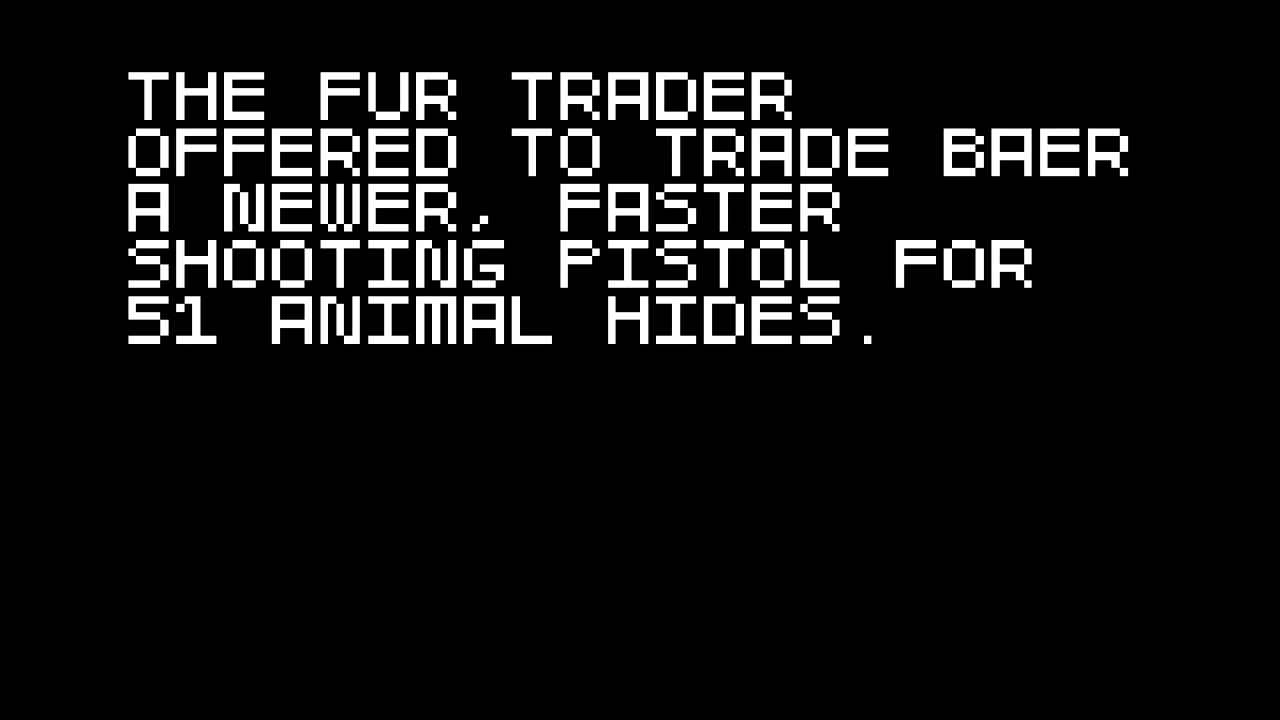 THE FUR TRADER
OFFERED TO TRADE BAER
A NEWER, FASTER
SHOOTING PISTOL FOR
51 ANIMAL HIDES.